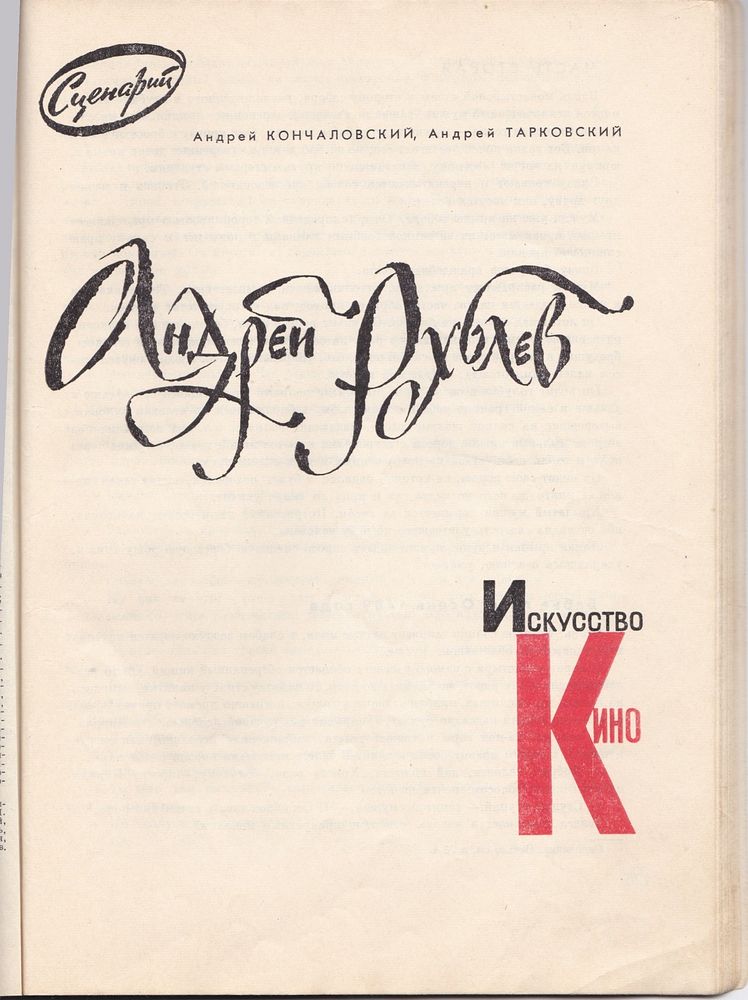 Сценарий
Андрей КОНЧАЛОВСКИЙ, Андрей ТАРКОВСКИЙ
Андрей Рублев
Искусство
Кино